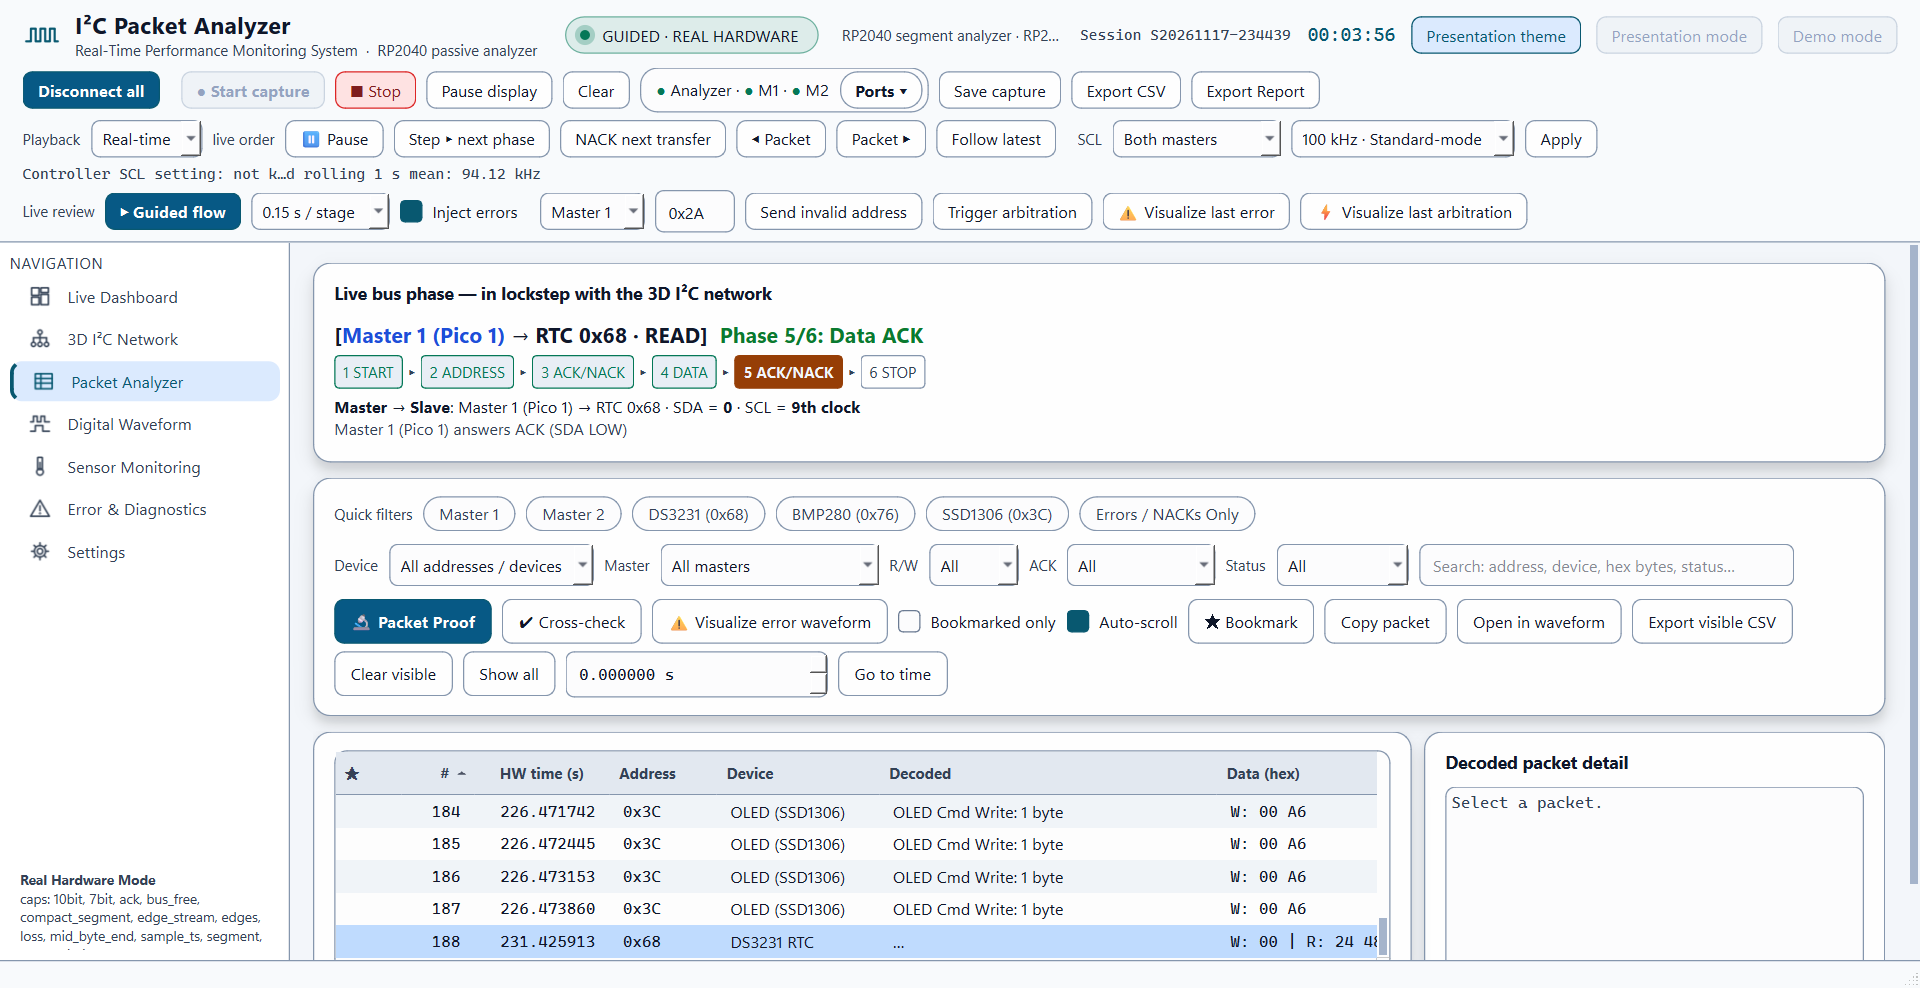 I²C Packet Analyzer
Real-Time Performance Monitoring System · RP2040 passive analyzer
GUIDED · REAL HARDWARE
RP2040 segment analyzer · RP2...
Session S20261117-234439
00:03:56
Presentation theme
Presentation mode
Demo mode
Disconnect all
● Start capture
■ Stop
Pause display
Clear
● Analyzer · ● M1 · ● M2
Ports ▾
Save capture
Export CSV
Export Report
Playback
Real-time
live order
⏸ Pause
Step ▸ next phase
NACK next transfer
◂ Packet
Packet ▸
Follow latest
SCL
Both masters
100 kHz · Standard-mode
Apply
Controller SCL setting: not k…d rolling 1 s mean: 94.12 kHz
Live review
▸ Guided flow
0.15 s / stage
Inject errors
Master 1
0x2A
Send invalid address
Trigger arbitration
⚠ Visualize last error
⚡ Visualize last arbitration
NAVIGATION
Live Dashboard
3D I²C Network
Packet Analyzer
Digital Waveform
Sensor Monitoring
Error & Diagnostics
Settings
Real Hardware Mode
caps: 10bit, 7bit, ack, bus_free,
compact_segment, edge_stream, edges,
loss, mid_byte_end, sample_ts, segment,
Live bus phase — in lockstep with the 3D I²C network
[Master 1 (Pico 1) → RTC 0x68 · READ] Phase 5/6: Data ACK
1 START ▸ 2 ADDRESS ▸ 3 ACK/NACK ▸ 4 DATA ▸ 5 ACK/NACK ▸ 6 STOP
Master → Slave: Master 1 (Pico 1) → RTC 0x68 · SDA = 0 · SCL = 9th clock
Master 1 (Pico 1) answers ACK (SDA LOW)
Quick filters
Master 1
Master 2
DS3231 (0x68)
BMP280 (0x76)
SSD1306 (0x3C)
Errors / NACKs Only
Device
All addresses / devices
Master
All masters
R/W
All
ACK
All
Status
All
Search: address, device, hex bytes, status...
🔬 Packet Proof
✔ Cross-check
⚠ Visualize error waveform
Bookmarked only
Auto-scroll
★ Bookmark
Copy packet
Open in waveform
Export visible CSV
Clear visible
Show all
0.000000 s
Go to time
★ # HW time (s) Address Device Decoded Data (hex)
184 226.471742 0x3C OLED (SSD1306) OLED Cmd Write: 1 byte W: 00 A6
185 226.472445 0x3C OLED (SSD1306) OLED Cmd Write: 1 byte W: 00 A6
186 226.473153 0x3C OLED (SSD1306) OLED Cmd Write: 1 byte W: 00 A6
187 226.473860 0x3C OLED (SSD1306) OLED Cmd Write: 1 byte W: 00 A6
188 231.425913 0x68 DS3231 RTC ... W: 00 | R: 24 48
Decoded packet detail
Select a packet.